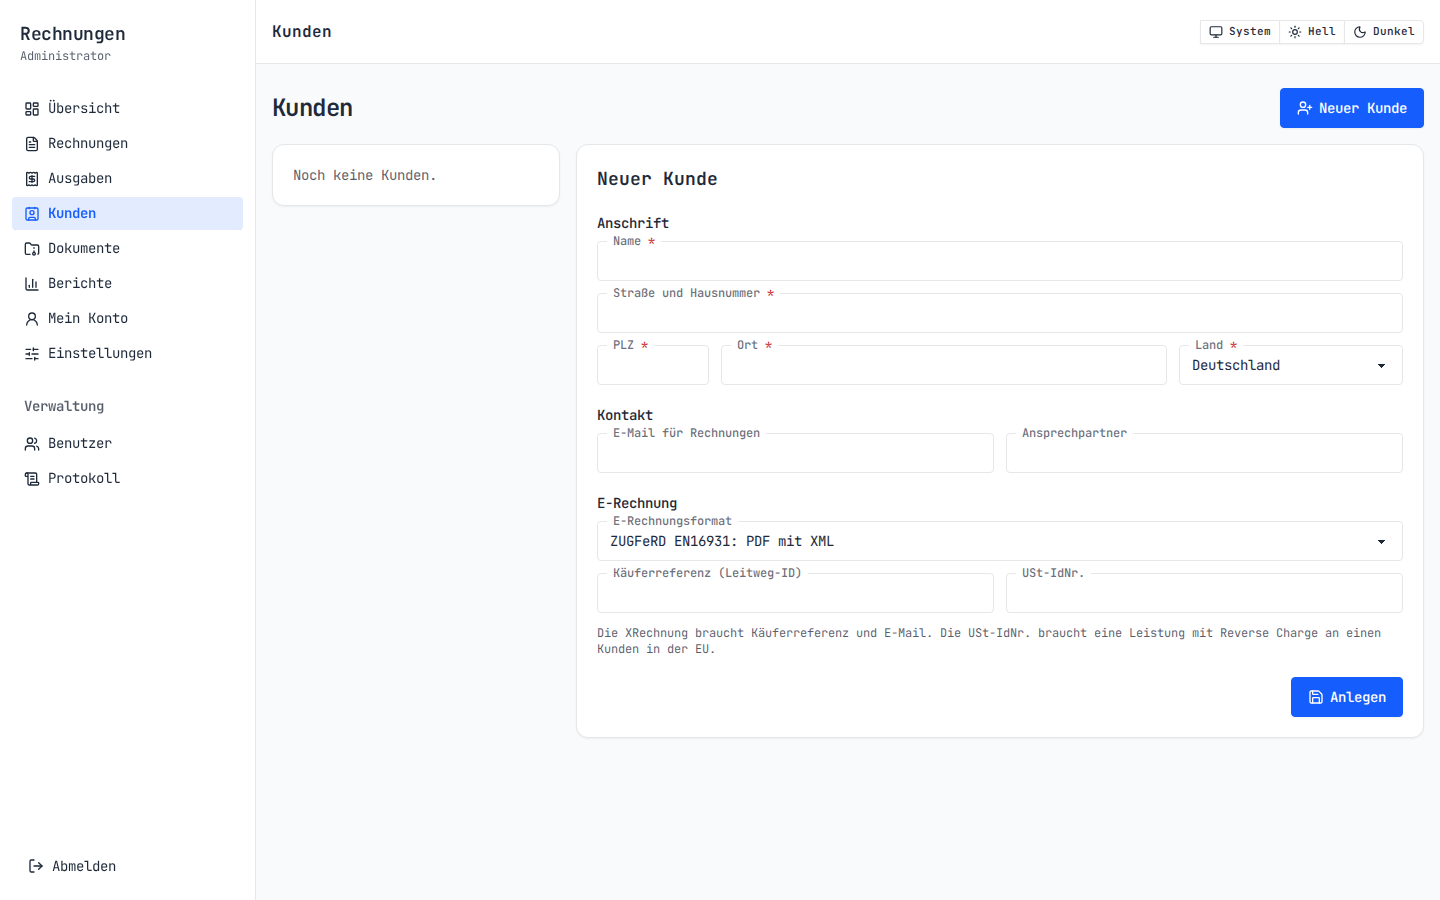 Rechnungen
Administrator
Übersicht
Rechnungen
Ausgaben
Kunden
Dokumente
Berichte
Mein Konto
Einstellungen
Verwaltung
Benutzer
Protokoll
Abmelden
Kunden
System
Hell
Dunkel
Kunden
Neuer Kunde
Noch keine Kunden.
Neuer Kunde
Anschrift
Name *
Straße und Hausnummer *
PLZ *
Ort *
Land *
Deutschland
Kontakt
E-Mail für Rechnungen
Ansprechpartner
E-Rechnung
E-Rechnungsformat
ZUGFeRD EN16931: PDF mit XML
Käuferreferenz (Leitweg-ID)
USt-IdNr.
Die XRechnung braucht Käuferreferenz und E-Mail. Die USt-IdNr. braucht eine Leistung mit Reverse Charge an einen
Kunden in der EU.
Anlegen